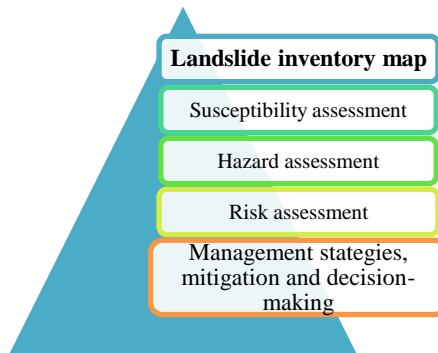 Landslide inventory map
Susceptibility assessment
Hazard assessment
Risk assessment
Management stategies,
mitigation and decision-
making